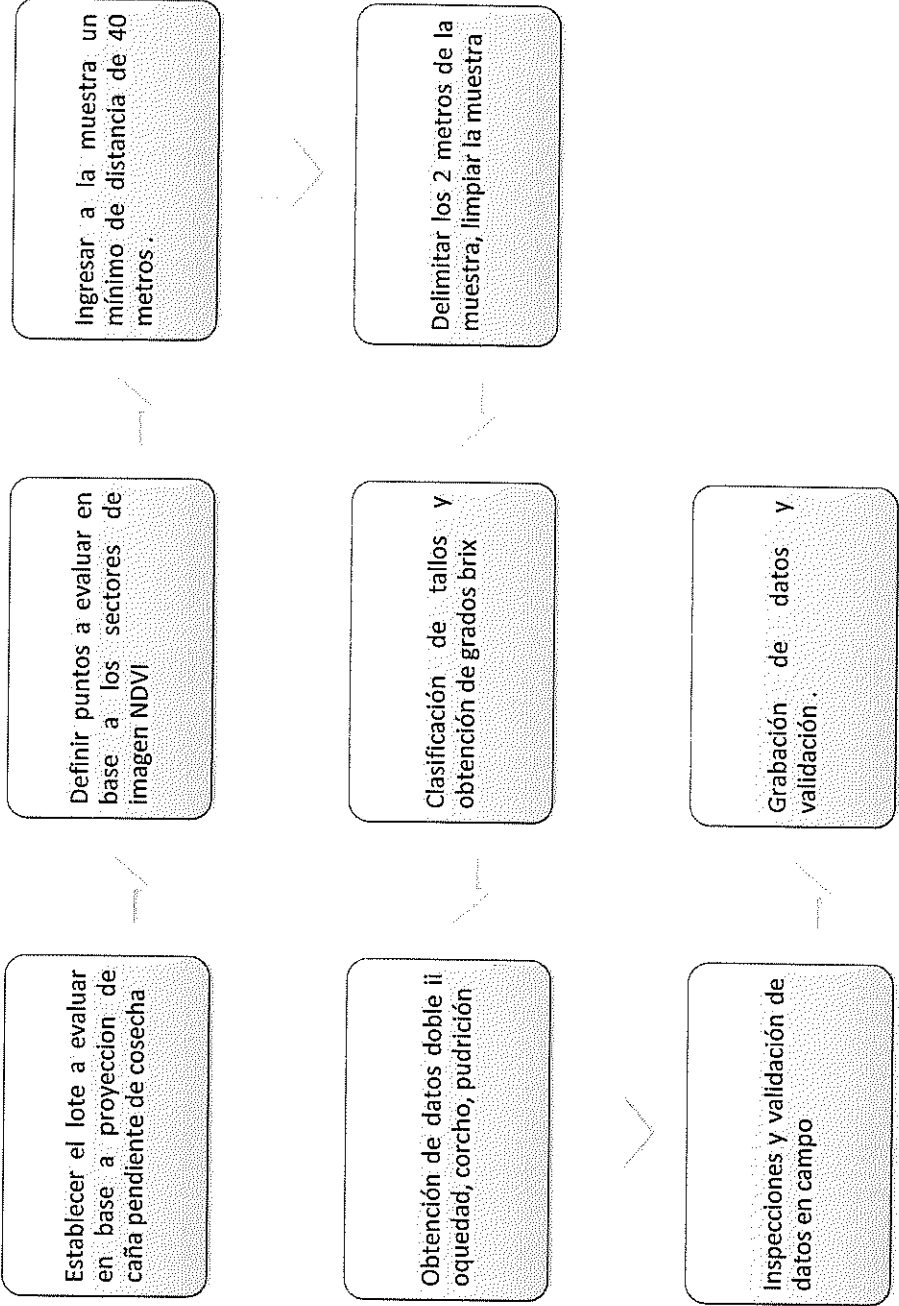 Establecer el lote a evaluar
en base a proyeccion de
caña pendiente de cosecha
Definir puntos a evaluar en
base a los sectores de
imagen NDVI
Ingresar a la muestra un
mínimo de distancia de 40
metros .
Delimitar los 2 metros de la
muestra, limpiar la muestra
Clasificación de tallos y
obtención de grados brix
Obtención de datos doble ii
oquedad, corcho, pudrición
Inspecciones y validación de
datos en campo
Grabación de datos y
validación .